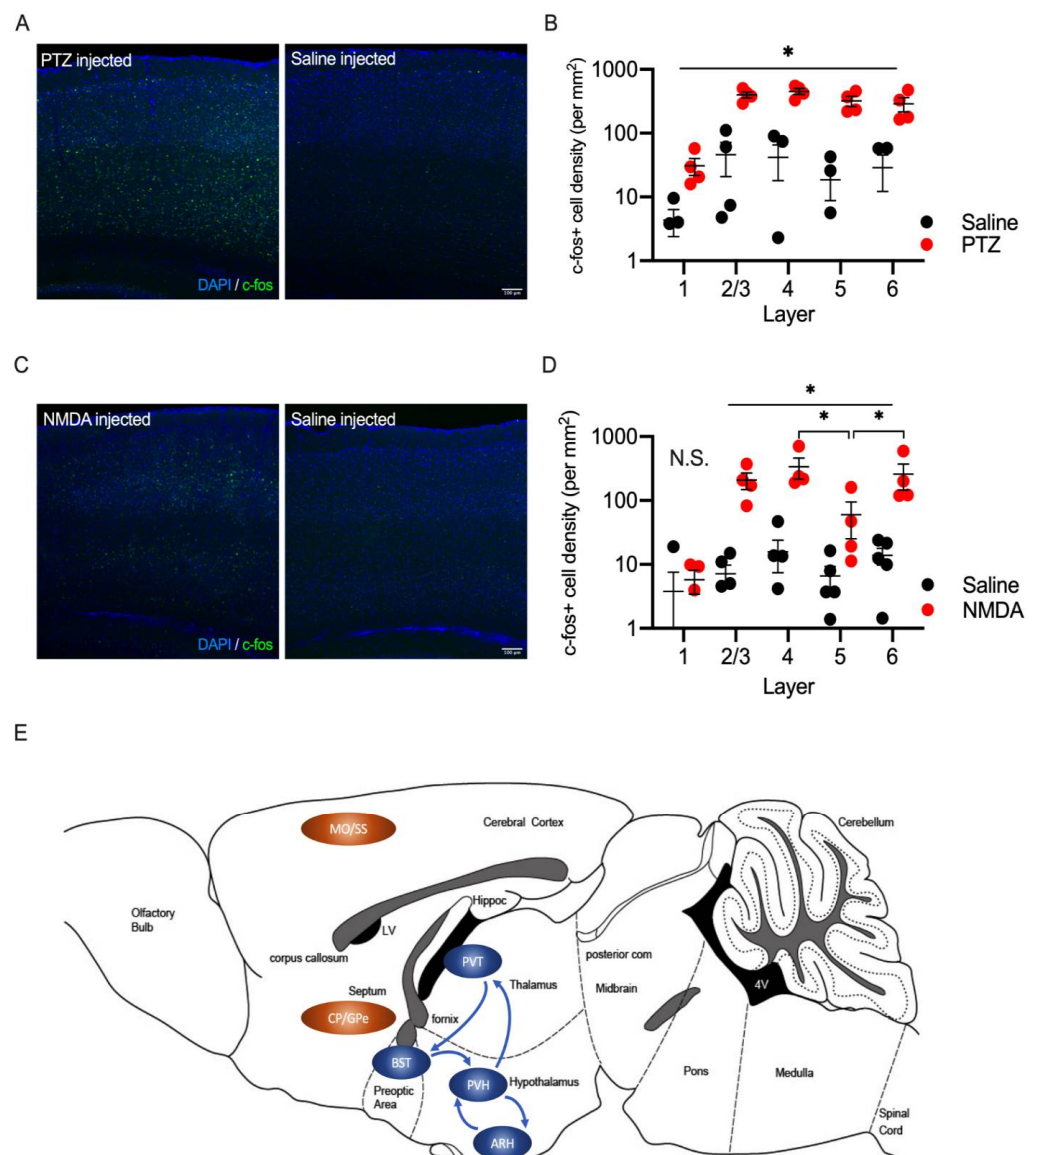 A
PTZ injected
Saline injected
DAPI / c-fos
100 μm
B
*
c-fos+ cell density (per mm2)
1000
100
10
1
1 2/3 4 5 6
Layer
Saline
PTZ
C
NMDA injected
Saline injected
DAPI / c-fos
100 μm
D
*
* *
N.S.
c-fos+ cell density (per mm2)
1000
100
10
1
1 2/3 4 5 6
Layer
Saline
NMDA
E
MO/SS
Cerebral Cortex
Cerebellum
Hippoc
Olfactory
Bulb
LV
corpus callosum
posterior com
PVT
Thalamus
Midbrain
4V
Septum
CP/GPe
fornix
BST
PVH
Hypothalamus
Preoptic
Area
Pons
Medulla
Spinal
Cord
ARH